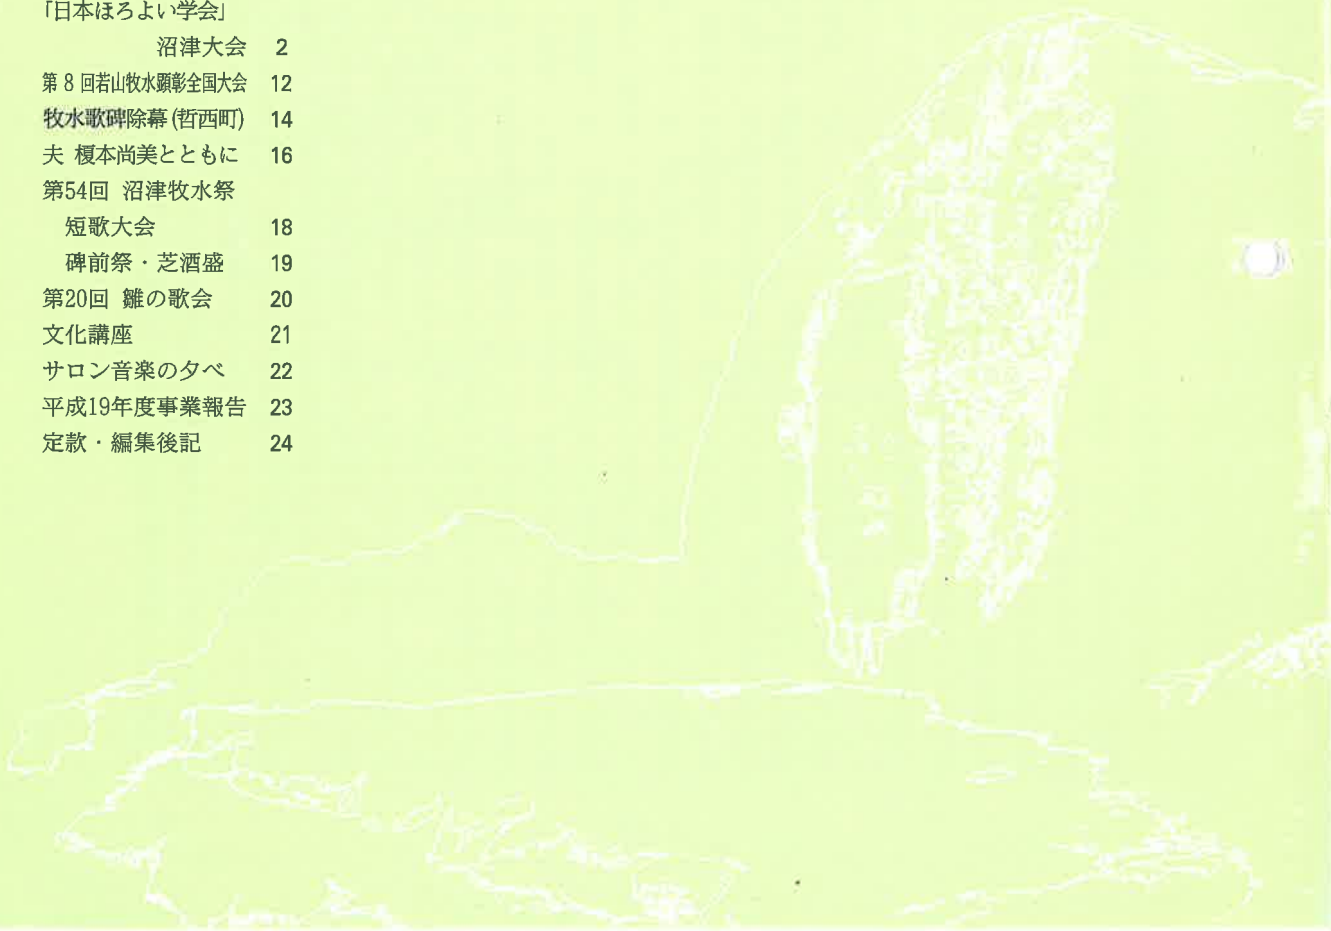 「日本ほろよい学会」
沼津大会 2
第8回若山牧水顕彰全国大会 12
牧水歌碑除幕(哲西町) 14
夫 榎本尚美とともに 16
第54回 沼津牧水祭
短歌大会 18
碑前祭・芝酒盛 19
第20回 雛の歌会 20
文化講座 21
サロン音楽の夕べ 22
平成19年度事業報告 23
定款・編集後記 24